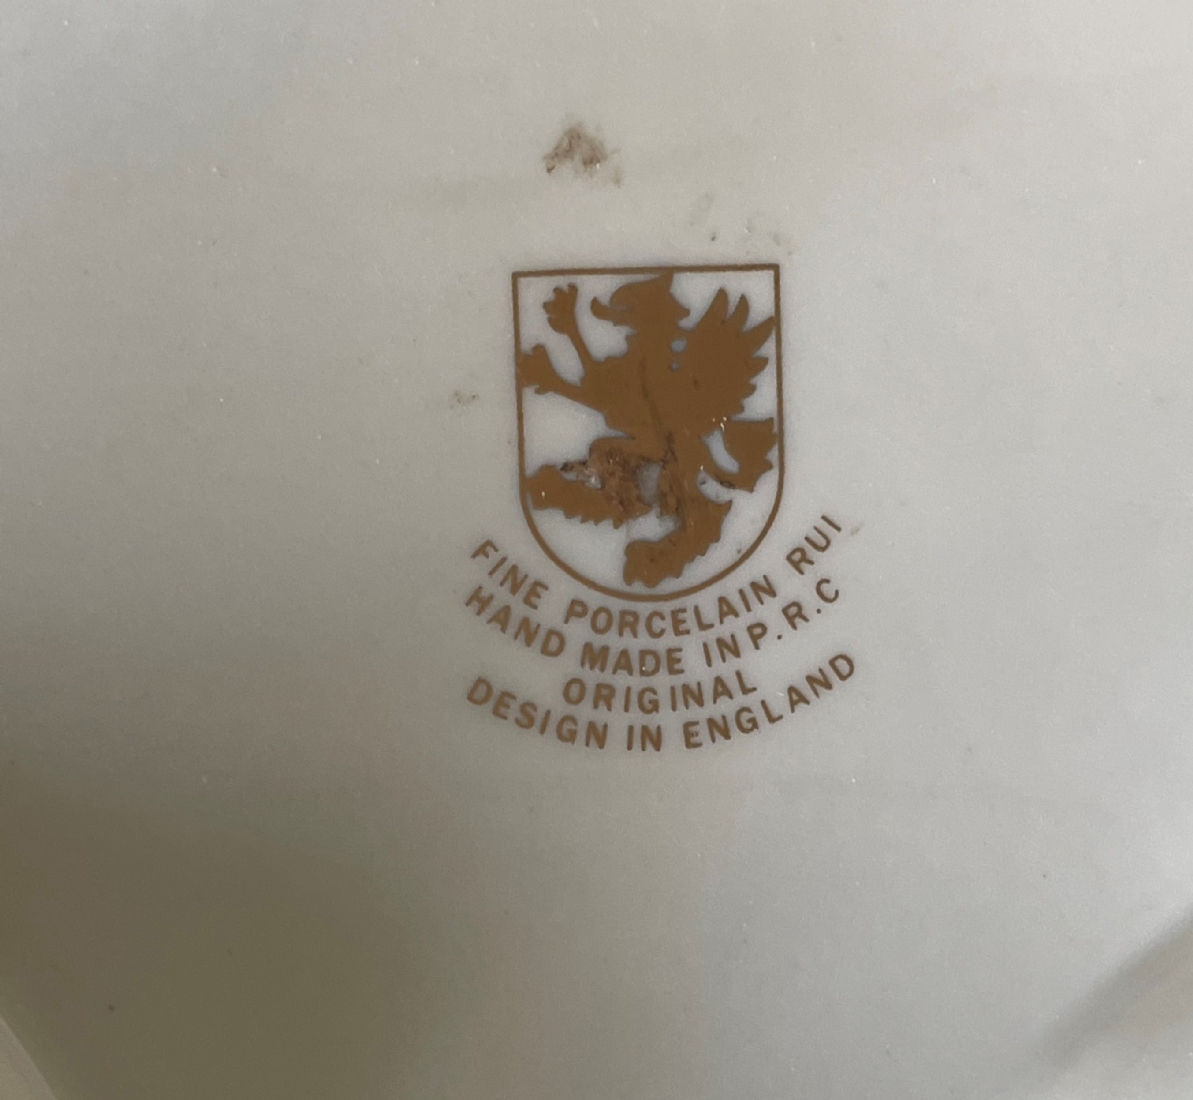 FINE PORCELAIN RUI
HAND MADE IN P.R.C
ORIGINAL
DESIGN IN ENGLAND